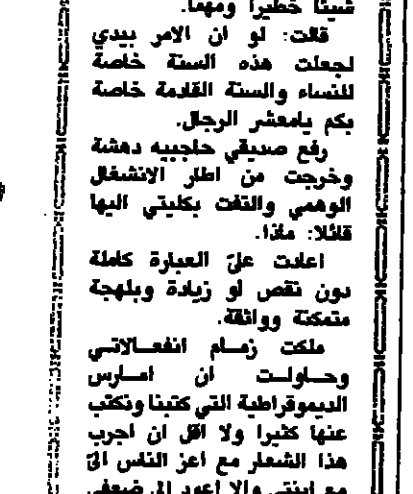 شيئا خطيرا ومهما.
قالت: لو ان الامر بيدي
لجعلت هذه السنة خاصة
للنساء والسنة القادمة خاصة
بكم يامعشر الرجال.
رفع صديقي حاجبيه دهشة
وخرجت من اطار الانشغال
الوهمي والتفت بكليتي اليها
قائلا: ماذا.
اعادت عليّ العبارة كاملة
دون نقص او زيادة وبلهجة
متمكنة وواثقة.
ملكت زمام انفعالاتي
وحاولت ان امارس
الديموقراطية التي كتبنا ونكتب
عنها كثيرا ولا اقل ان اجرب
هذا الشعار مع اعز الناس اليّ
مع ابنتي والا اعود الى ضعفي